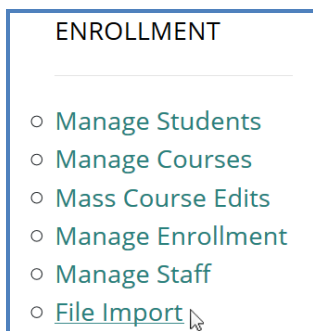 ENROLLMENT
Manage Students
Manage Courses
Mass Course Edits
Manage Enrollment
Manage Staff
File Import